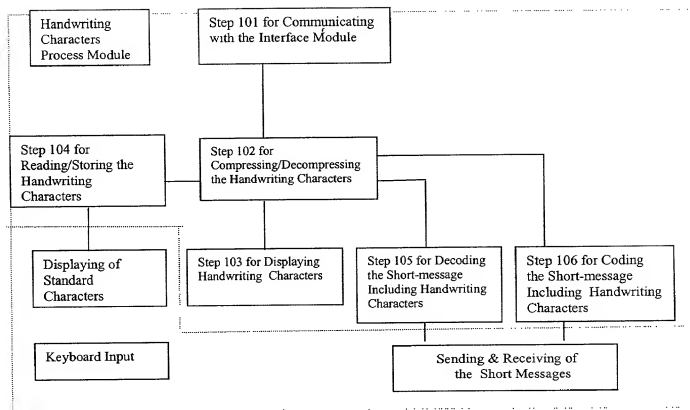 Handwriting
Characters
Process Module
Step 101 for Communicating
with the Interface Module
Step 104 for
Reading/Storing the
Handwriting
Characters
Step 102 for
Compressing/Decompressing
the Handwriting Characters
Displaying of
Standard
Characters
Step 103 for Displaying
Handwriting Characters
Step 105 for Decoding
the Short-message
Including Handwriting
Characters
Step 106 for Coding
the Short-message
Including Handwriting
Characters
Keyboard Input
Sending & Receiving of
the Short Messages